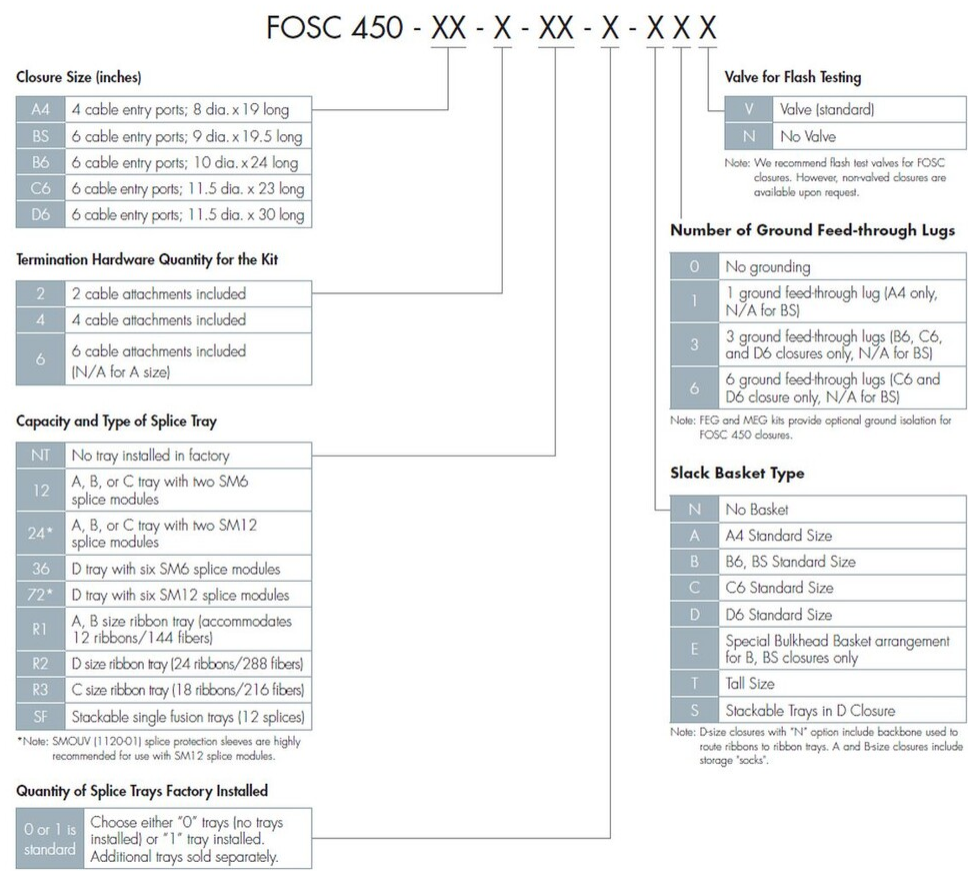 FOSC 450 - XX - X - XX - X - X X X
Closure Size (inches)
A4 4 cable entry ports; 8 dia. x 19 long
BS 6 cable entry ports; 9 dia. x 19.5 long
B6 6 cable entry ports; 10 dia. x 24 long
C6 6 cable entry ports; 11.5 dia. x 23 long
D6 6 cable entry ports; 11.5 dia. x 30 long
Termination Hardware Quantity for the Kit
2 2 cable attachments included
4 4 cable attachments included
6 6 cable attachments included
(N/A for A size)
Capacity and Type of Splice Tray
NT No tray installed in factory
12 A, B, or C tray with two SM6
splice modules
24* A, B, or C tray with two SM12
splice modules
36 D tray with six SM6 splice modules
72* D tray with six SM12 splice modules
R1 A, B size ribbon tray (accommodates
12 ribbons/144 fibers)
R2 D size ribbon tray (24 ribbons/288 fibers)
R3 C size ribbon tray (18 ribbons/216 fibers)
SF Stackable single fusion trays (12 splices)
*Note: SMOUV (1120-01) splice protection sleeves are highly
recommended for use with SM12 splice modules.
Quantity of Splice Trays Factory Installed
0 or 1 is
standard
Choose either "0" trays (no trays
installed) or "1" tray installed.
Additional trays sold separately.
Valve for Flash Testing
V Valve (standard)
N No Valve
Note: We recommend flash test valves for FOSC
closures. However, non-valved closures are
available upon request.
Number of Ground Feed-through Lugs
0 No grounding
1 1 ground feed-through lug (A4 only,
N/A for BS)
3 3 ground feed-through lugs (B6, C6,
and D6 closures only, N/A for BS)
6 6 ground feed-through lugs (C6 and
D6 closure only, N/A for BS)
Note: FEG and MEG kits provide optional ground isolation for
FOSC 450 closures.
Slack Basket Type
N No Basket
A A4 Standard Size
B B6, BS Standard Size
C C6 Standard Size
D D6 Standard Size
E Special Bulkhead Basket arrangement
for B, BS closures only
T Tall Size
S Stackable Trays in D Closure
Note: D-size closures with "N" option include backbone used to
route ribbons to ribbon trays. A and B-size closures include
storage "socks".